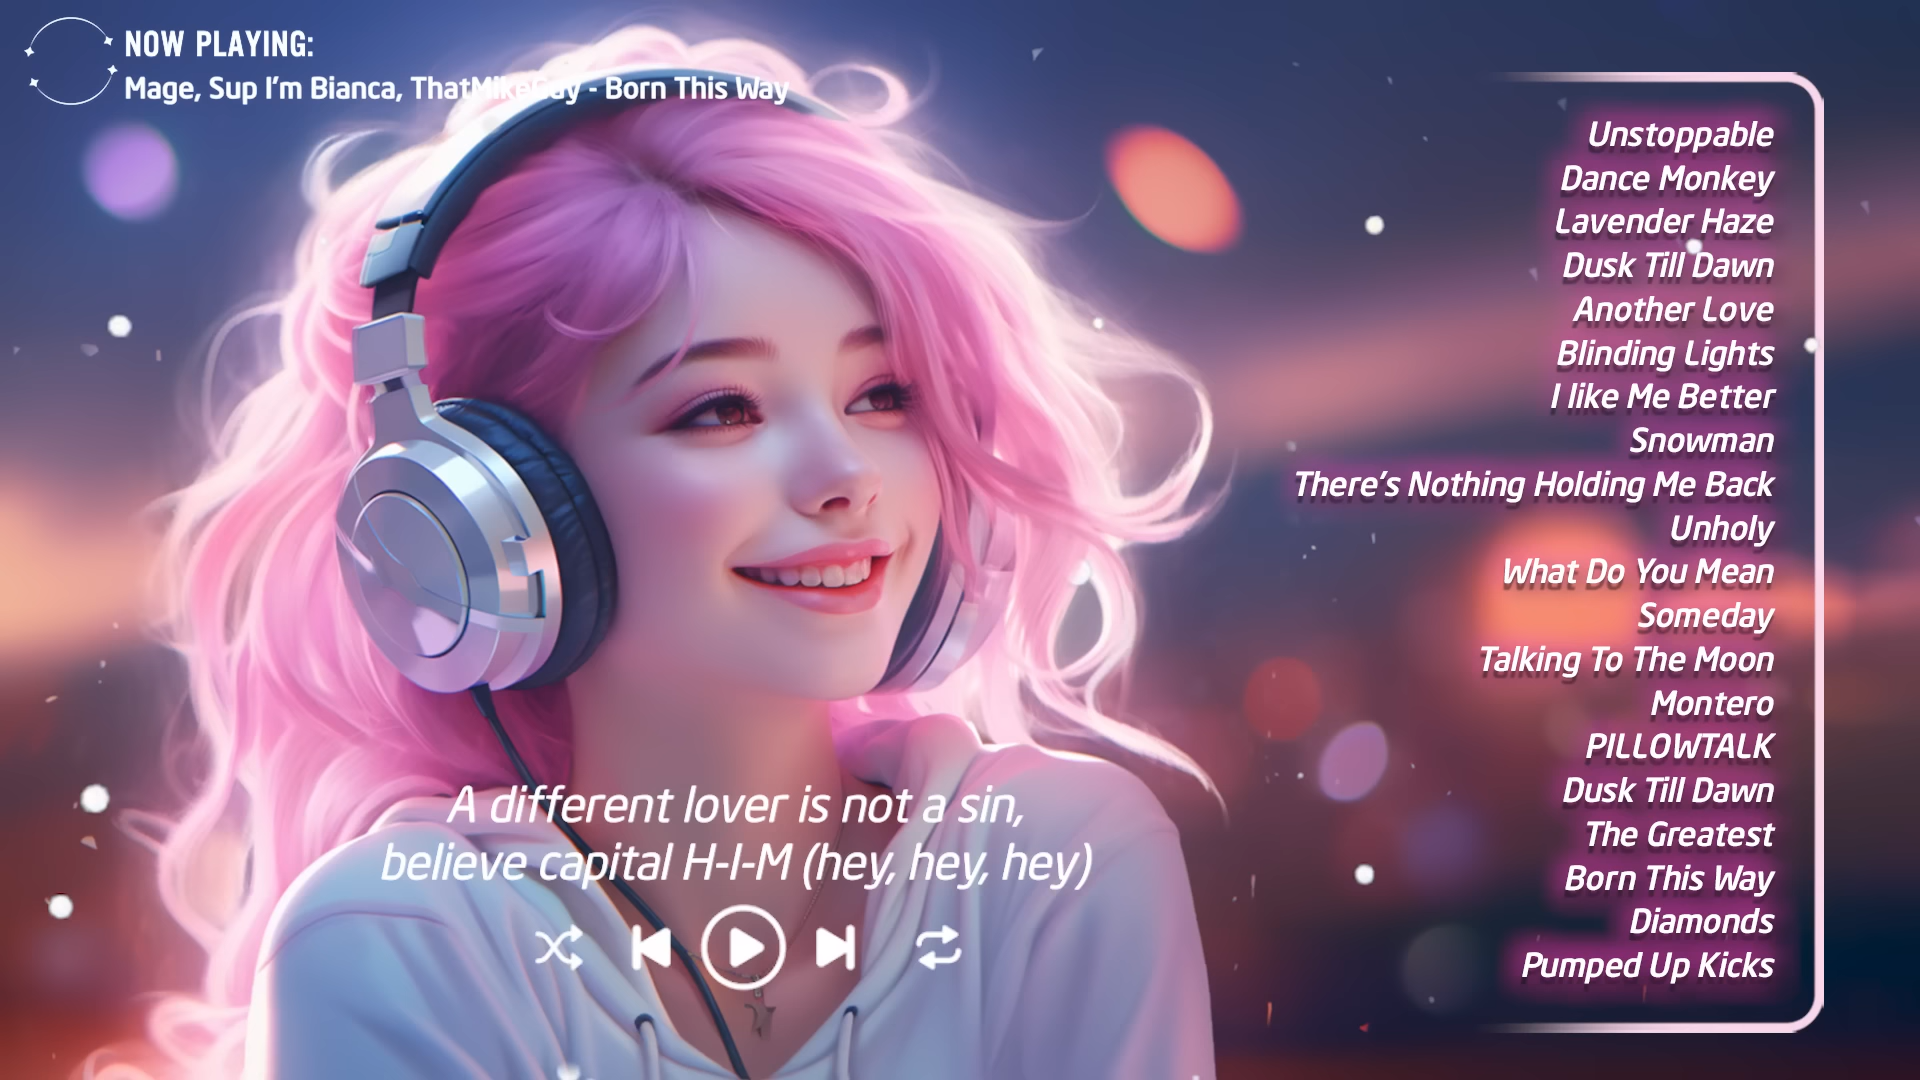 NOW PLAYING:
Mage, Sup I'm Bianca, ThatMikeGuy - Born This Way
Unstoppable
Dance Monkey
Lavender Haze
Dusk Till Dawn
Another Love
Blinding Lights
I like Me Better
Snowman
There's Nothing Holding Me Back
Unholy
What Do You Mean
Someday
Talking To The Moon
Montero
PILLOWTALK
Dusk Till Dawn
The Greatest
Born This Way
Diamonds
Pumped Up Kicks
A different lover is not a sin,
believe capital H-I-M (hey, hey, hey)